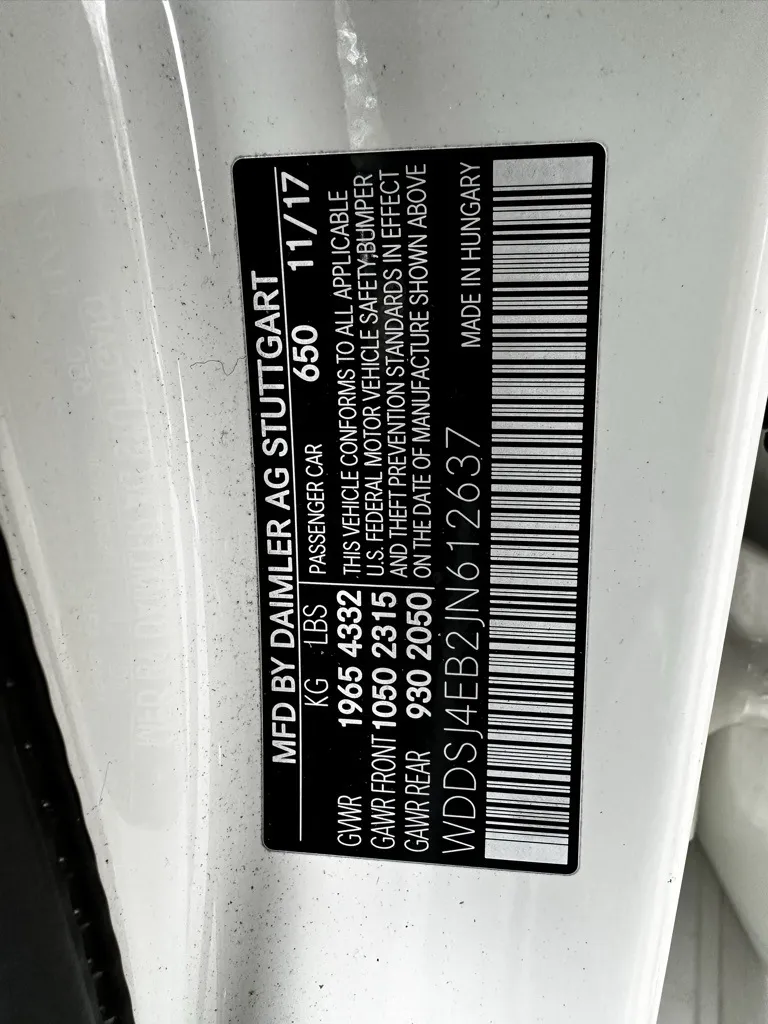 MFD BY DAIMLER AG STUTTGART
KG LBS PASSENGER CAR 650 11/17
GVWR 1965 4332 THIS VEHICLE CONFORMS TO ALL APPLICABLE
GAWR FRONT 1050 2315 U.S. FEDERAL MOTOR VEHICLE SAFETY, BUMPER
GAWR REAR 930 2050 AND THEFT PREVENTION STANDARDS IN EFFECT
ON THE DATE OF MANUFACTURE SHOWN ABOVE
WDDSJ4EB2JN612637 MADE IN HUNGARY